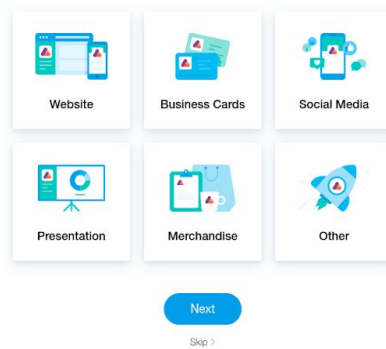 Website
Business Cards
Social Media
Presentation
Merchandise
Other
Next
Skip >